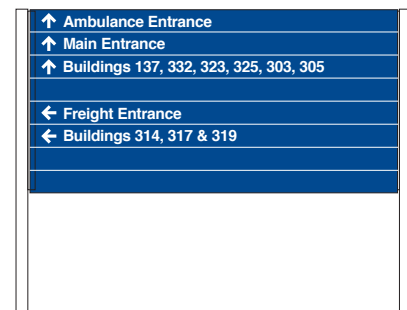 ↑ Ambulance Entrance
↑ Main Entrance
↑ Buildings 137, 332, 323, 325, 303, 305
← Freight Entrance
← Buildings 314, 317 & 319